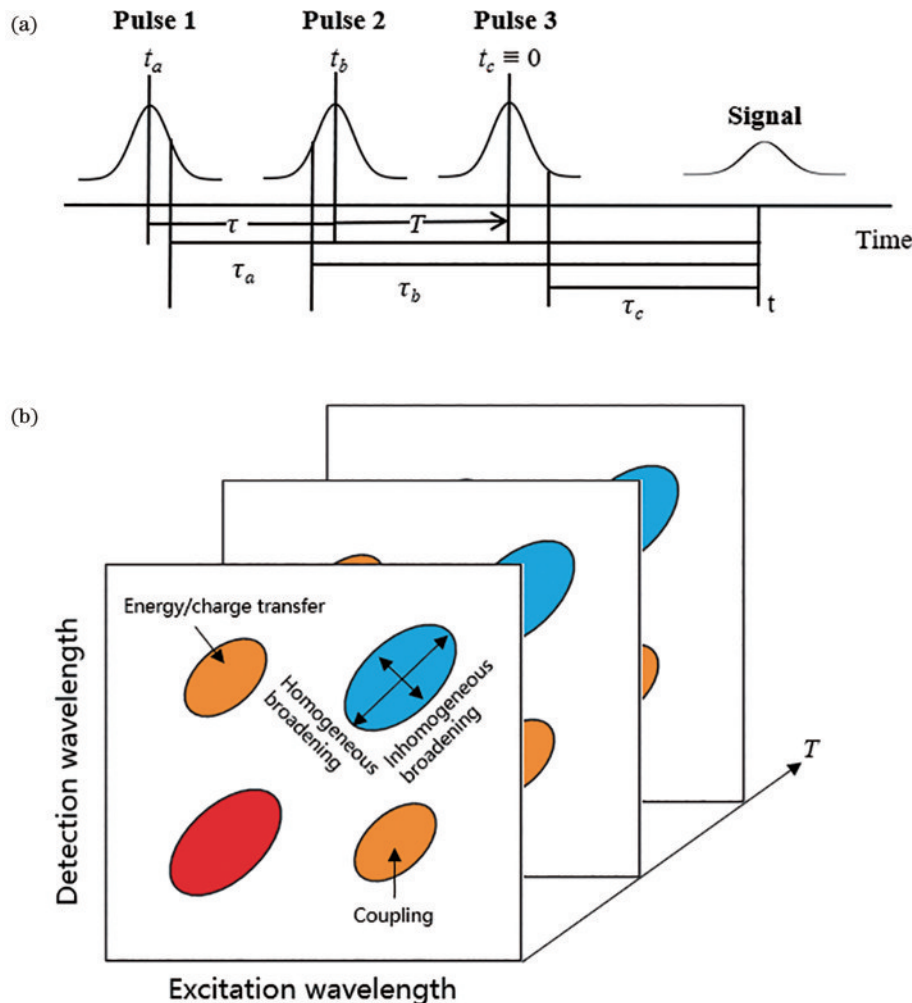 (a)
Pulse 1 Pulse 2 Pulse 3
t_a t_b t_c ≡ 0
Signal
τ T
Time
τ_a
τ_b
τ_c t
(b)
Energy/charge transfer
Homogeneous
broadening
Inhomogeneous
broadening
Coupling
T
Detection wavelength
Excitation wavelength